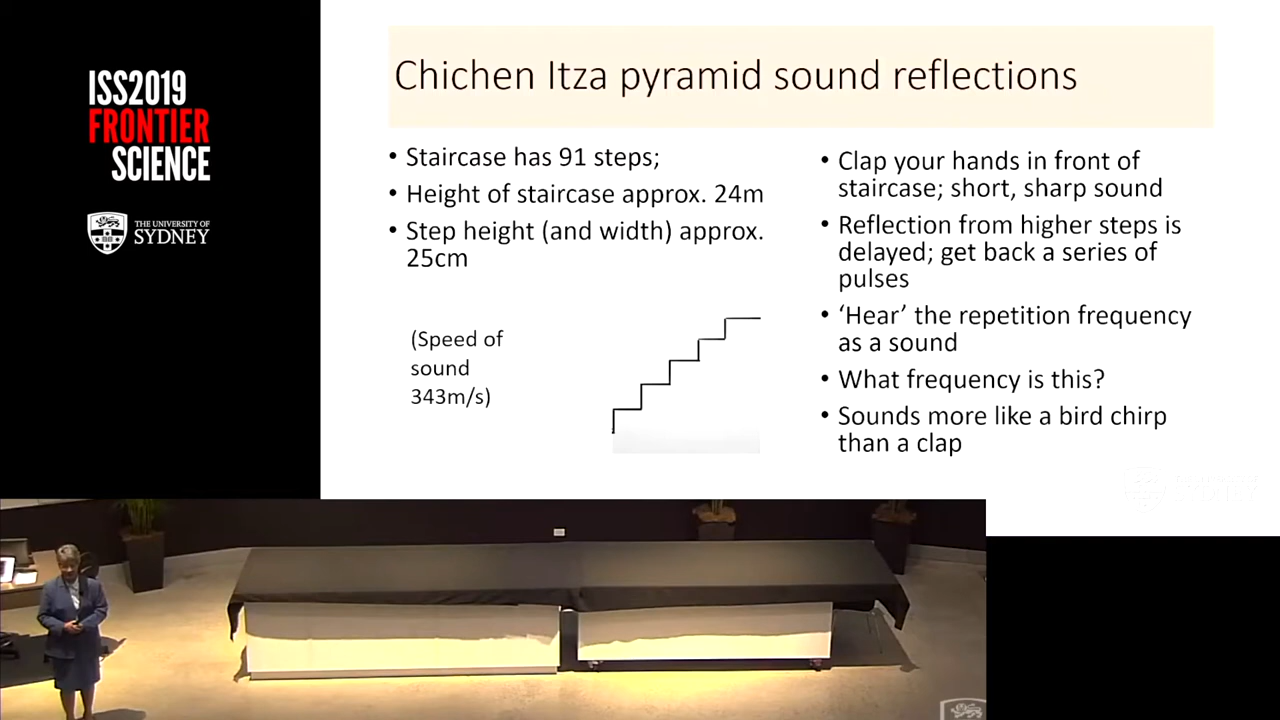 ISS2019
FRONTIER
SCIENCE
THE UNIVERSITY OF
SYDNEY
Chichen Itza pyramid sound reflections
• Staircase has 91 steps;
• Height of staircase approx. 24m
• Step height (and width) approx.
25cm
(Speed of
sound
343m/s)
• Clap your hands in front of
staircase; short, sharp sound
• Reflection from higher steps is
delayed; get back a series of
pulses
• ‘Hear’ the repetition frequency
as a sound
• What frequency is this?
• Sounds more like a bird chirp
than a clap
SYDNEY